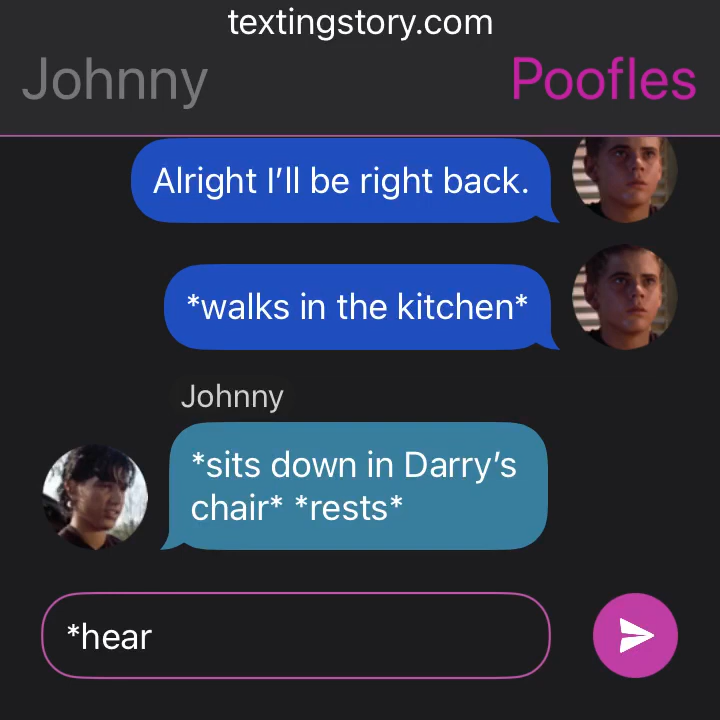 textingstory.com
Johnny
Poofles
Alright I’ll be right back.
*walks in the kitchen*
Johnny
*sits down in Darry’s
chair* *rests*
*hear